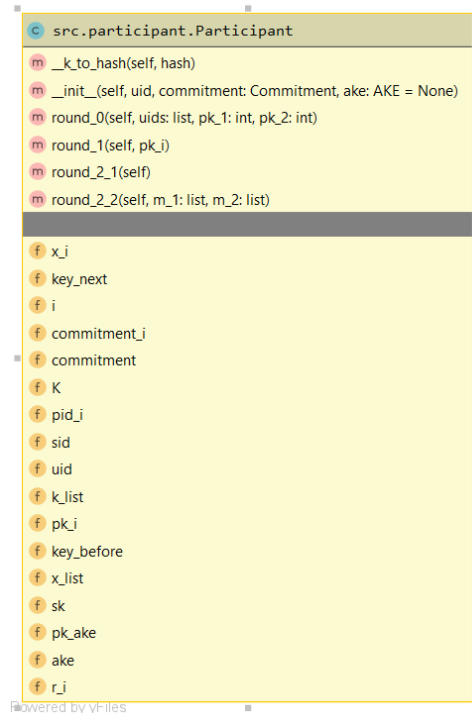 C src.participant.Participant
m __k_to_hash(self, hash)
m __init__(self, uid, commitment: Commitment, ake: AKE = None)
m round_0(self, uids: list, pk_1: int, pk_2: int)
m round_1(self, pk_i)
m round_2_1(self)
m round_2_2(self, m_1: list, m_2: list)
f x_i
f key_next
f i
f commitment_i
f commitment
f K
f pid_i
f sid
f uid
f k_list
f pk_i
f key_before
f x_list
f sk
f pk_ake
f ake
f r_i
Powered by yFiles